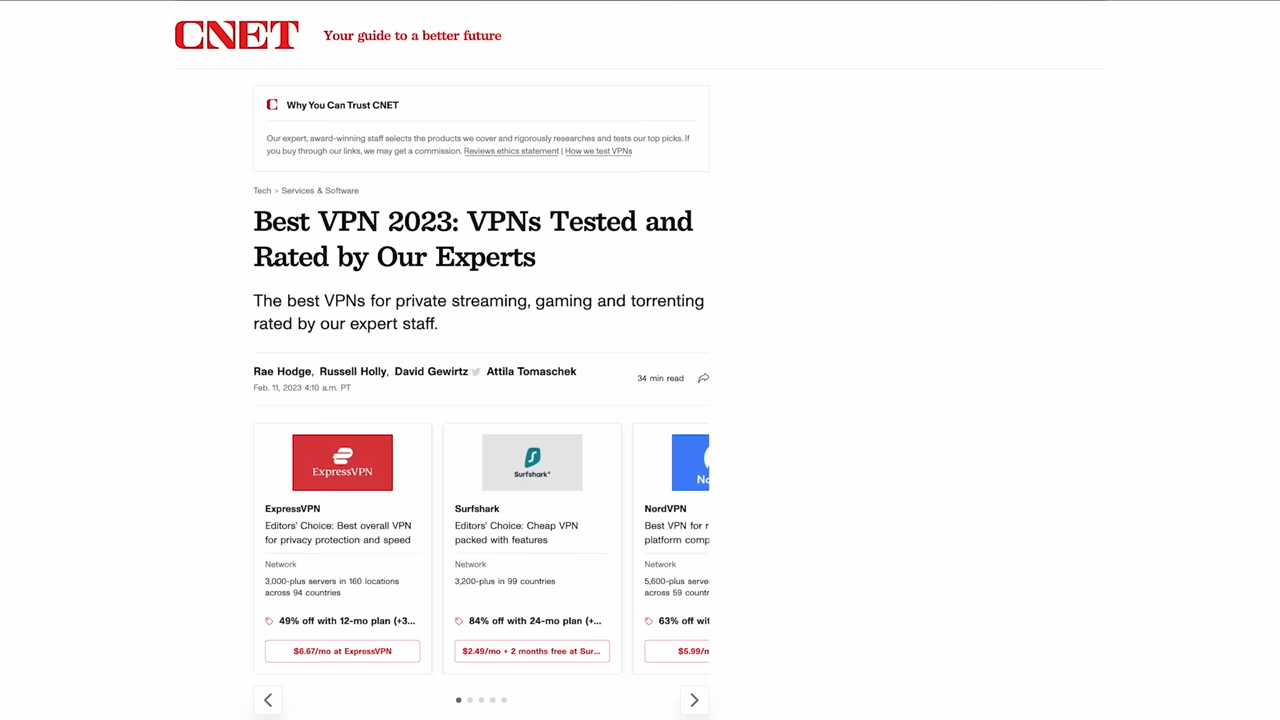 CNET
Your guide to a better future
Why You Can Trust CNET
Our expert, award-winning staff selects the products we cover and rigorously researches and tests our top picks. If
you buy through our links, we may get a commission. Reviews ethics statement | How we test VPNs
Tech > Services & Software
Best VPN 2023: VPNs Tested and
Rated by Our Experts
The best VPNs for private streaming, gaming and torrenting
rated by our expert staff.
Rae Hodge, Russell Holly, David Gewirtz Attila Tomaschek
Feb. 11, 2023 4:10 a.m. PT
34 min read
ExpressVPN
ExpressVPN
Editors' Choice: Best overall VPN
for privacy protection and speed
Network
3,000-plus servers in 160 locations
across 94 countries
49% off with 12-mo plan (+3...
$6.67/mo at ExpressVPN
Surfshark
Surfshark
Editors' Choice: Cheap VPN
packed with features
Network
3,200-plus in 99 countries
84% off with 24-mo plan (+...
$2.49/mo + 2 months free at Sur...
No
NordVPN
Best VPN for
platform
Network
5,600-plus
across 59
63% off
$5.99/